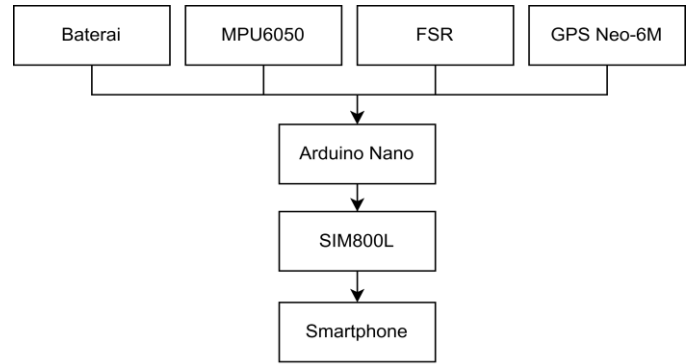 Baterai
MPU6050
FSR
GPS Neo-6M
Arduino Nano
SIM800L
Smartphone